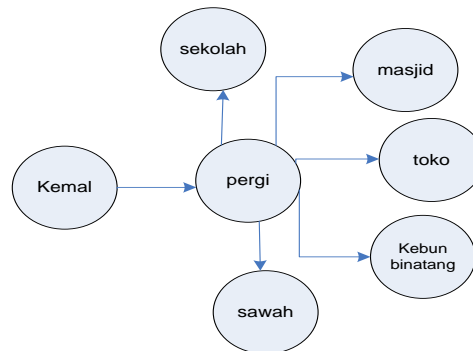 sekolah
masjid
Kemal
pergi
toko
Kebun
binatang
sawah